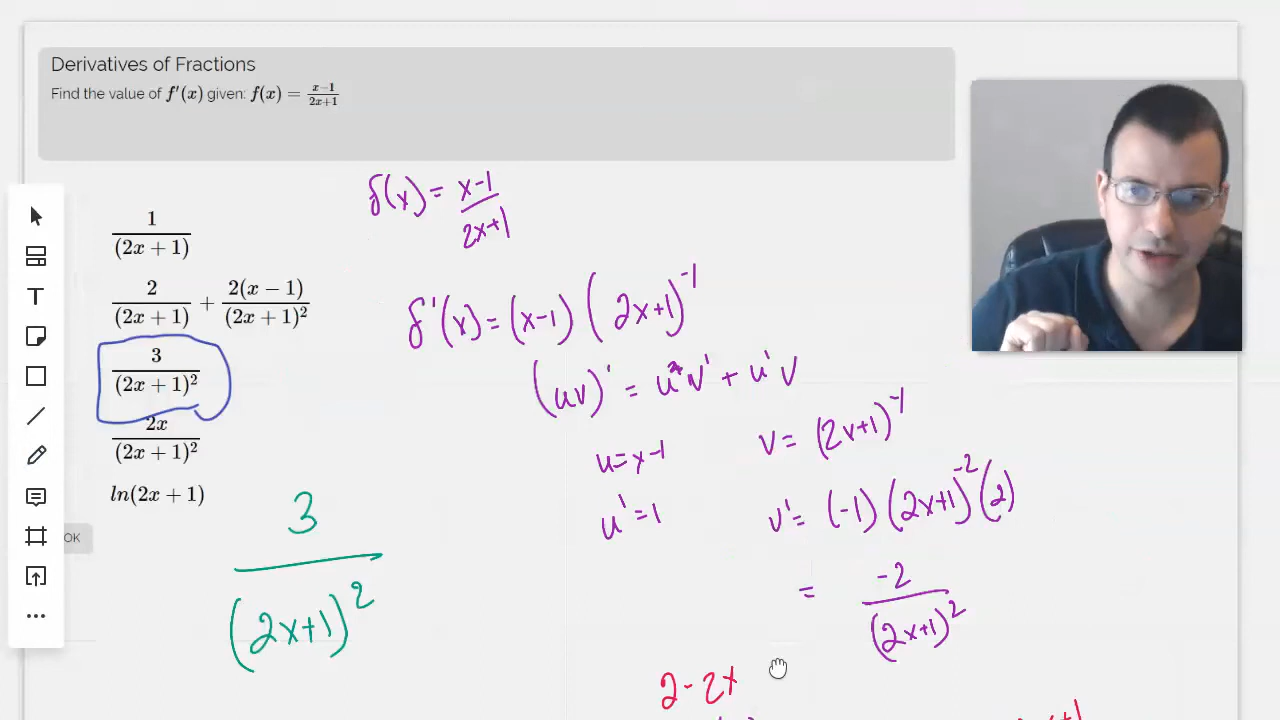 Derivatives of Fractions
Find the value of f'(x) given: f(x) = (x−1)/(2x+1)
f(x) = (x-1)/(2x+1)
1/(2x + 1)
2/(2x + 1) + 2(x − 1)/(2x + 1)²
3/(2x + 1)²
2x/(2x + 1)²
ln(2x + 1)
OK
f'(x) = (x-1) (2x+1)⁻¹
(uv)' = u v' + u' v
u = x-1
v = (2x+1)⁻¹
u' = 1
v' = (-1) (2x+1)⁻² (2)
= -2/(2x+1)²
3/(2x+1)²
2-2x
T